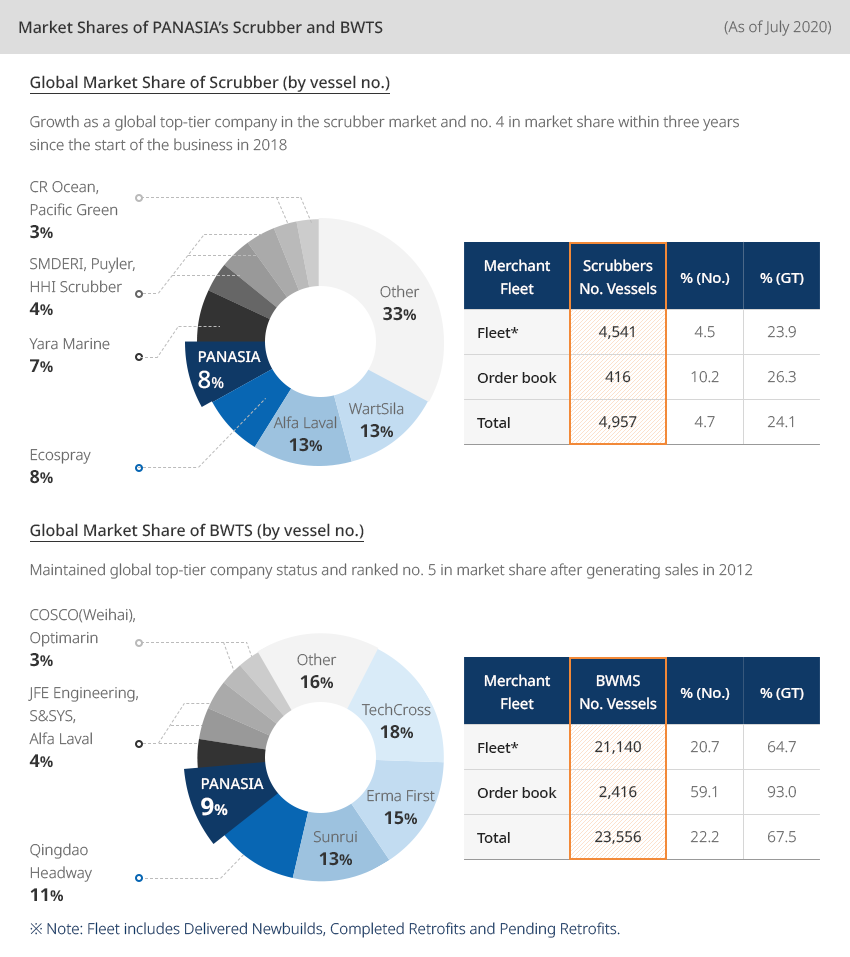 Market Shares of PANASIA's Scrubber and BWTS
(As of July 2020)
Global Market Share of Scrubber (by vessel no.)
Growth as a global top-tier company in the scrubber market and no. 4 in market share within three years
since the start of the business in 2018
CR Ocean,
Pacific Green
3%
SMDERI, Puyler,
HHI Scrubber
4%
Yara Marine
7%
Ecospray
8%
PANASIA
8%
Alfa Laval
13%
WartSila
13%
Other
33%
Merchant
Fleet
Scrubbers
No. Vessels
% (No.)
% (GT)
Fleet* 4,541 4.5 23.9
Order book 416 10.2 26.3
Total 4,957 4.7 24.1
Global Market Share of BWTS (by vessel no.)
Maintained global top-tier company status and ranked no. 5 in market share after generating sales in 2012
COSCO(Weihai),
Optimarin
3%
JFE Engineering,
S&SYS,
Alfa Laval
4%
Qingdao
Headway
11%
PANASIA
9%
Sunrui
13%
Erma First
15%
TechCross
18%
Other
16%
Merchant
Fleet
BWMS
No. Vessels
% (No.)
% (GT)
Fleet* 21,140 20.7 64.7
Order book 2,416 59.1 93.0
Total 23,556 22.2 67.5
※ Note: Fleet includes Delivered Newbuilds, Completed Retrofits and Pending Retrofits.